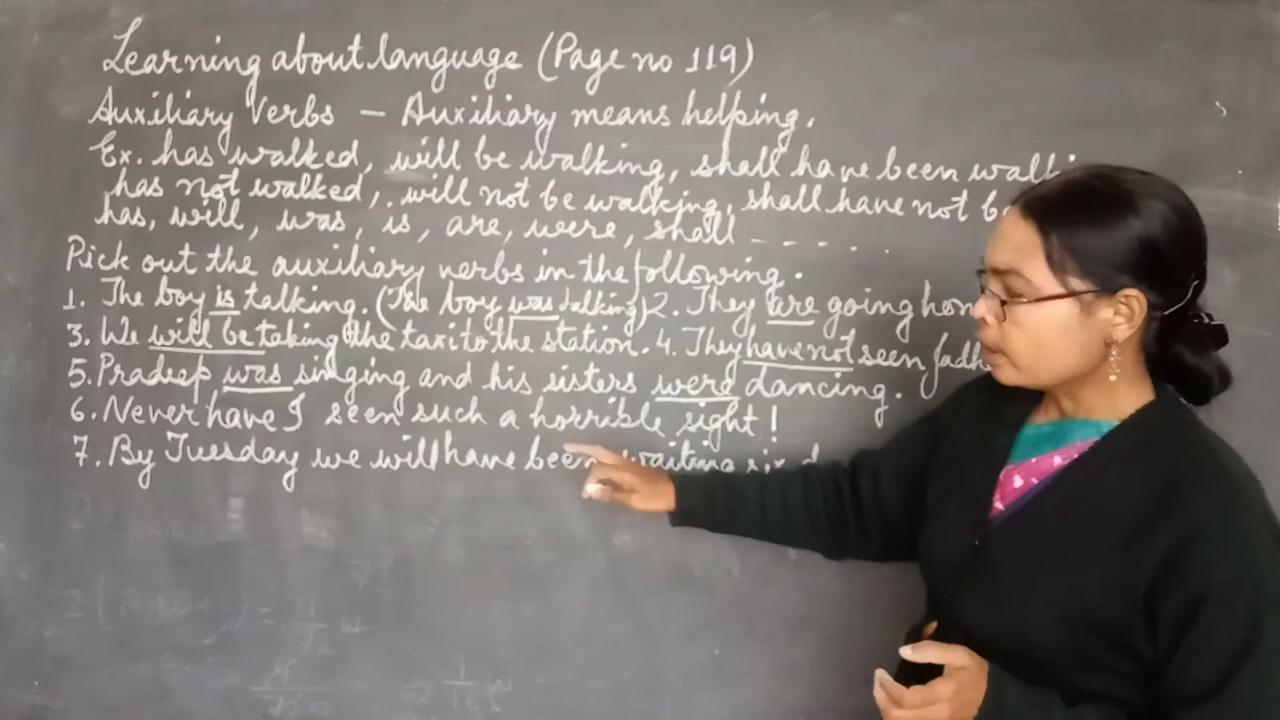 Learning about language (Page no 119)
Auxiliary Verbs - Auxiliary means helping.
Ex. has walked, will be walking, shall have been
has not walked, will not be walking, shall have not
has, will, was, is, are, were, shall - - - - - -
Pick out the auxiliary verbs in the following.
1. The boy is talking. (The boy was talking) 2. They are going
3. We will be taking the taxi to the station. 4. They have not seen
5. Pradeep was singing and his sisters were dancing.
6. Never have I seen such a horrible sight!
7. By Tuesday we will have been waiting six